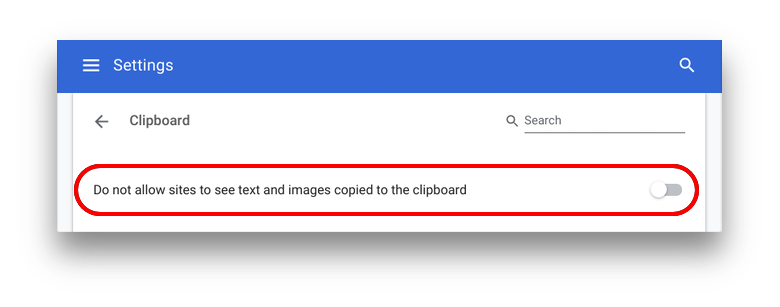 Settings
Clipboard
Search
Do not allow sites to see text and images copied to the clipboard